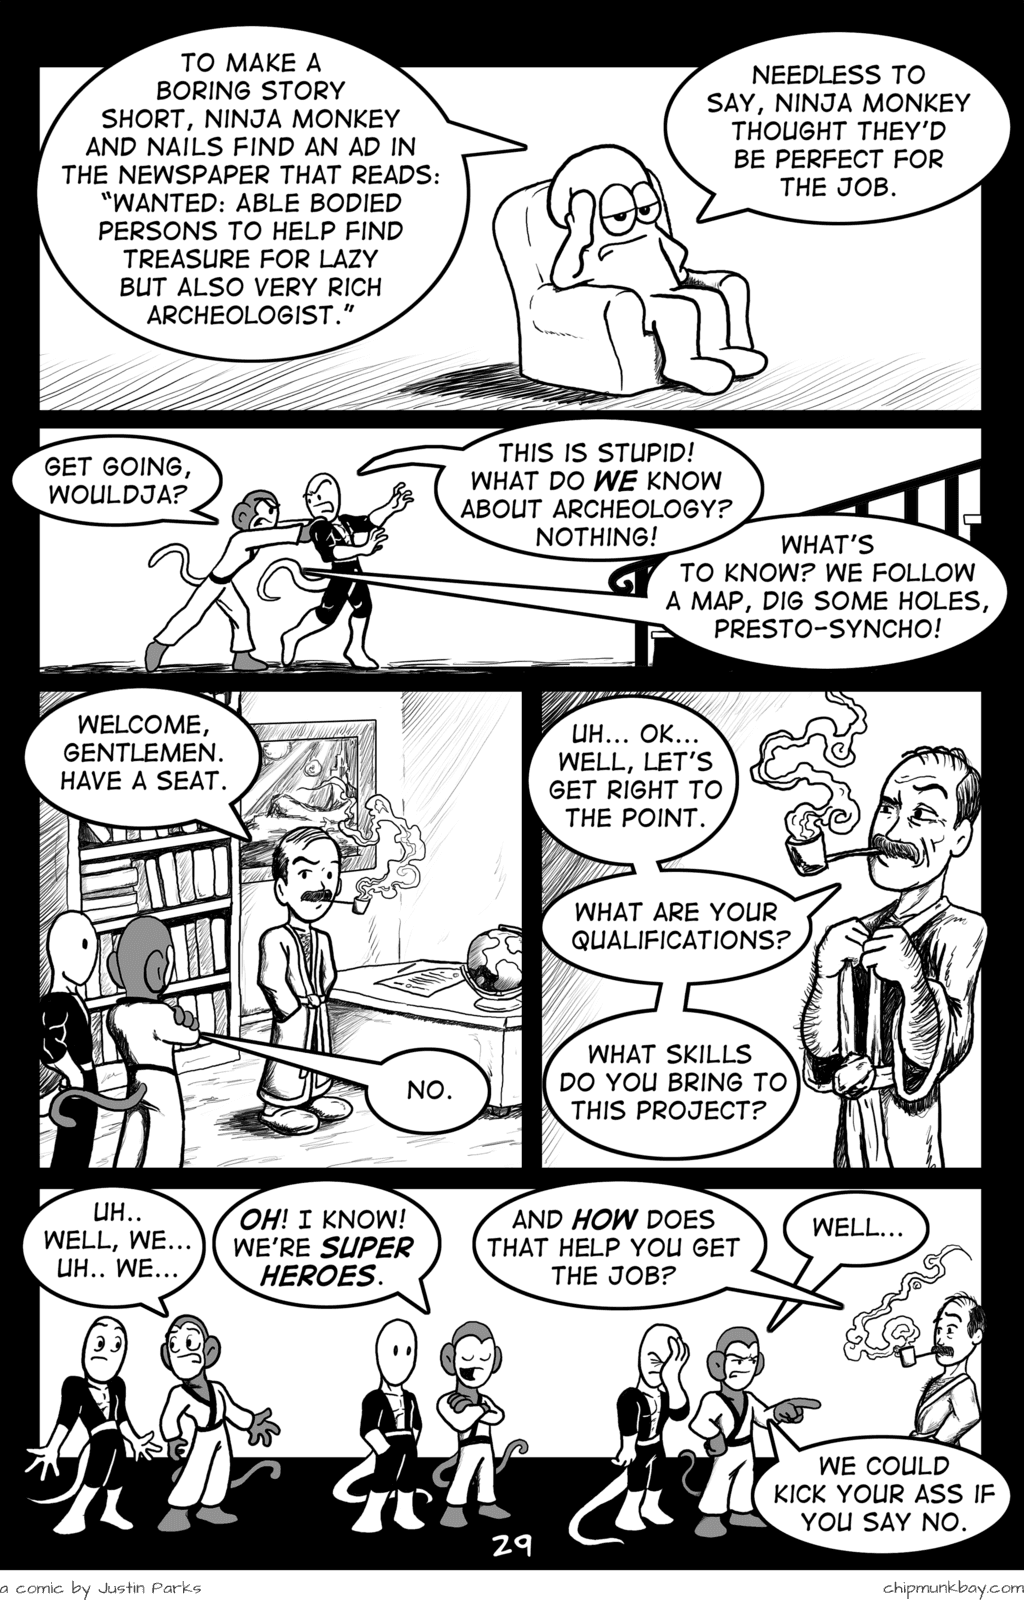 TO MAKE A
BORING STORY
SHORT, NINJA MONKEY
AND NAILS FIND AN AD IN
THE NEWSPAPER THAT READS:
"WANTED: ABLE BODIED
PERSONS TO HELP FIND
TREASURE FOR LAZY
BUT ALSO VERY RICH
ARCHEOLOGIST."
NEEDLESS TO
SAY, NINJA MONKEY
THOUGHT THEY'D
BE PERFECT FOR
THE JOB.
GET GOING,
WOULDJA?
THIS IS STUPID!
WHAT DO WE KNOW
ABOUT ARCHEOLOGY?
NOTHING!
WHAT'S
TO KNOW? WE FOLLOW
A MAP, DIG SOME HOLES,
PRESTO-SYNCHO!
WELCOME,
GENTLEMEN.
HAVE A SEAT.
NO.
UH... OK...
WELL, LET'S
GET RIGHT TO
THE POINT.
WHAT ARE YOUR
QUALIFICATIONS?
WHAT SKILLS
DO YOU BRING TO
THIS PROJECT?
UH..
WELL, WE...
UH.. WE...
OH! I KNOW!
WE'RE SUPER
HEROES.
AND HOW DOES
THAT HELP YOU GET
THE JOB?
WELL...
WE COULD
KICK YOUR ASS IF
YOU SAY NO.
29
a comic by Justin Parks
chipmunkbay.com